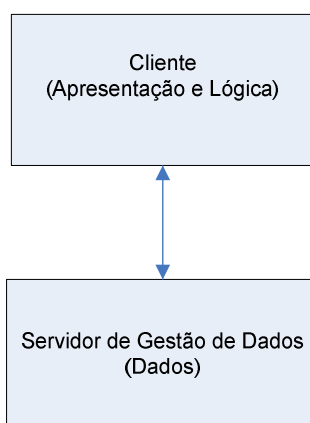 Cliente
(Apresentação e Lógica)
Servidor de Gestão de Dados
(Dados)